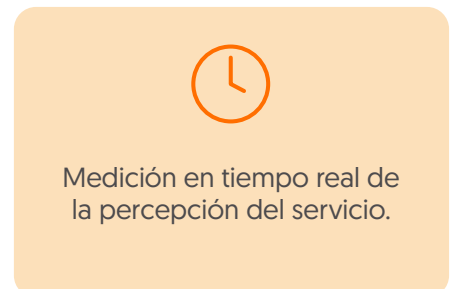 Medición en tiempo real de
la percepción del servicio.